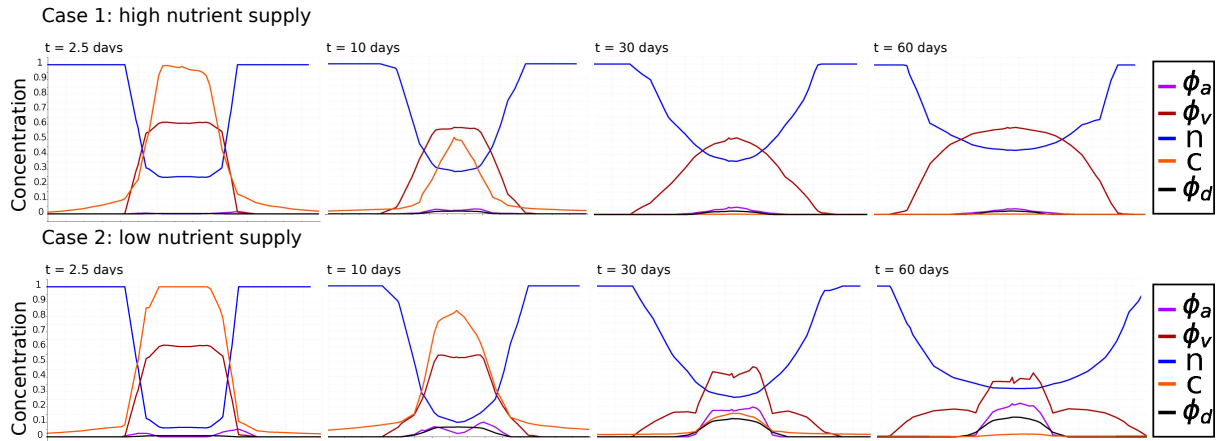 Case 1: high nutrient supply
t = 2.5 days
t = 10 days
t = 30 days
t = 60 days
Concentration
1
0.9
0.8
0.7
0.6
0.5
0.4
0.3
0.2
0.1
0
ϕa
ϕv
n
c
ϕd
Case 2: low nutrient supply
t = 2.5 days
t = 10 days
t = 30 days
t = 60 days
Concentration
1
0.9
0.8
0.7
0.6
0.5
0.4
0.3
0.2
0.1
0
ϕa
ϕv
n
c
ϕd